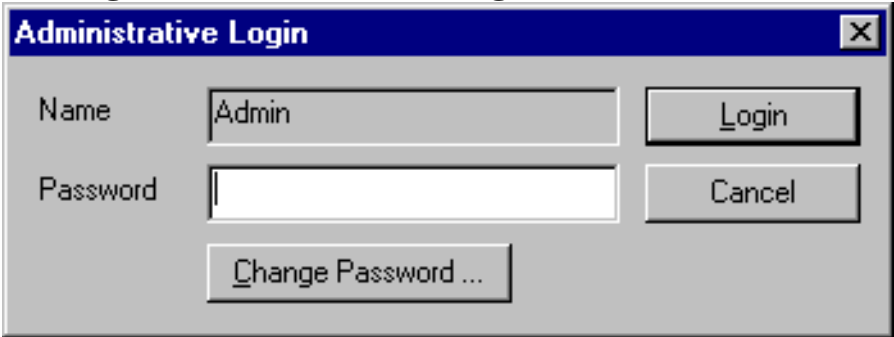 Administrative Login
Name
Admin
Login
Password
Cancel
Change Password ...